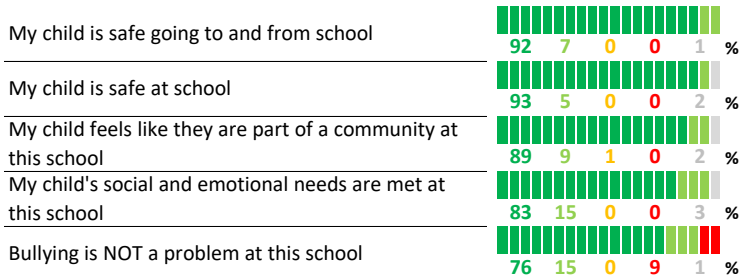 My child is safe going to and from school
92 7 0 0 1 %
My child is safe at school
93 5 0 0 2 %
My child feels like they are part of a community at
this school
89 9 1 0 2 %
My child's social and emotional needs are met at
this school
83 15 0 0 3 %
Bullying is NOT a problem at this school
76 15 0 9 1 %